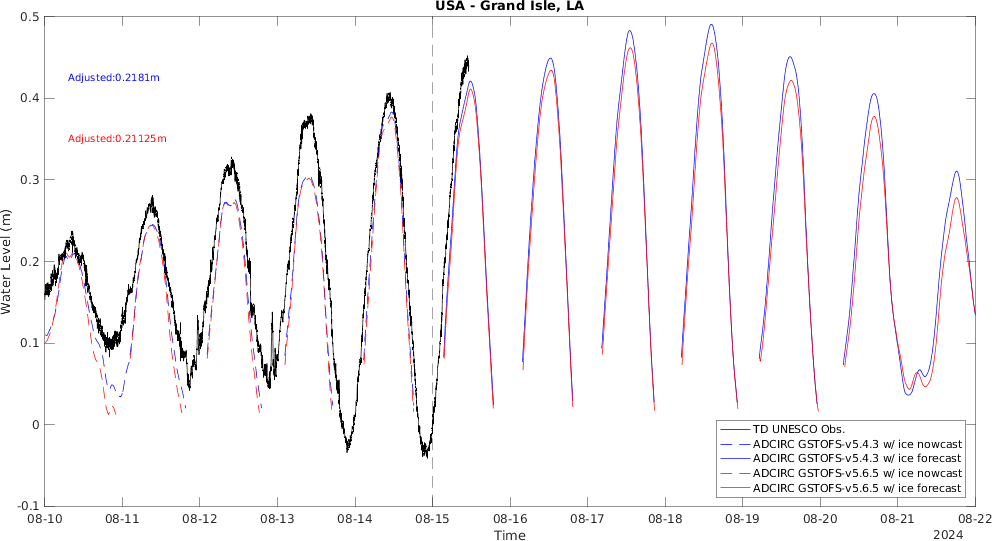 USA - Grand Isle, LA
Water Level (m)
0.5
0.4
0.3
0.2
0.1
0
-0.1
Adjusted:0.2181m
Adjusted:0.21125m
TD UNESCO Obs.
ADCIRC GSTOFS-v5.4.3 w/ ice nowcast
ADCIRC GSTOFS-v5.4.3 w/ ice forecast
ADCIRC GSTOFS-v5.6.5 w/ ice nowcast
ADCIRC GSTOFS-v5.6.5 w/ ice forecast
08-10 08-11 08-12 08-13 08-14 08-15 08-16 08-17 08-18 08-19 08-20 08-21 08-22
Time
2024